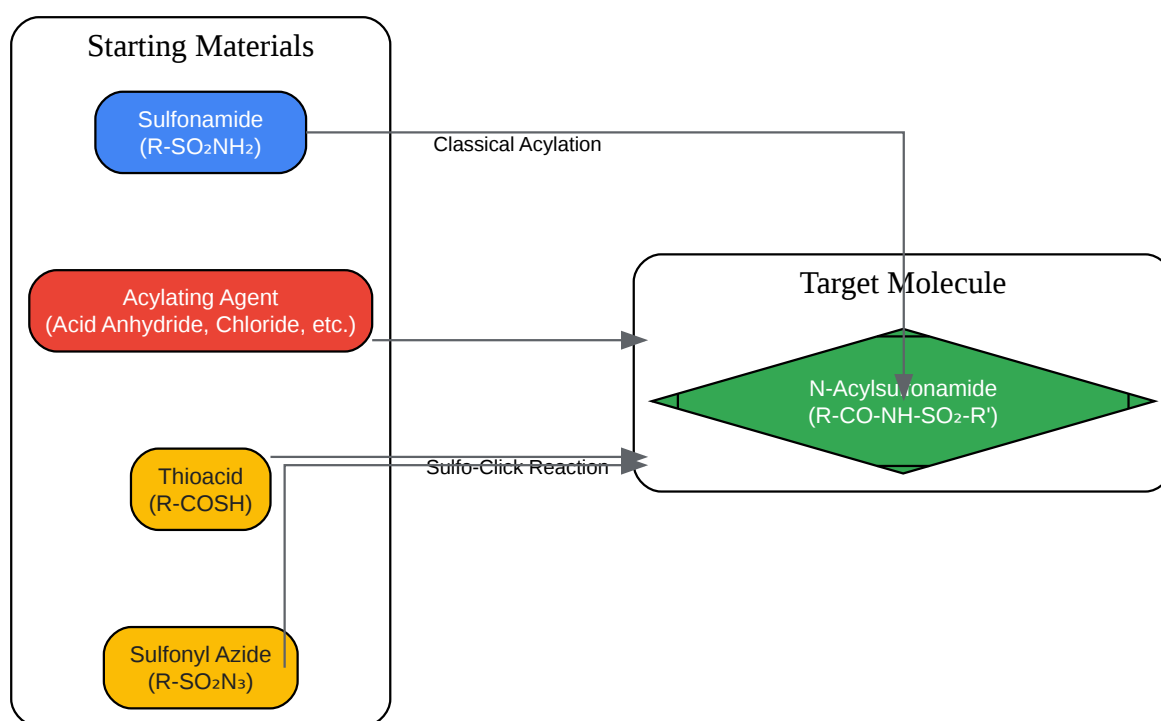 Starting Materials
Sulfonamide
(R-SO₂NH₂)
Classical Acylation
Acylating Agent
(Acid Anhydride, Chloride, etc.)
Target Molecule
N-Acylsulfonamide
(R-CO-NH-SO₂-R')
Thioacid
(R-COSH)
Sulfo-Click Reaction
Sulfonyl Azide
(R-SO₂N₃)